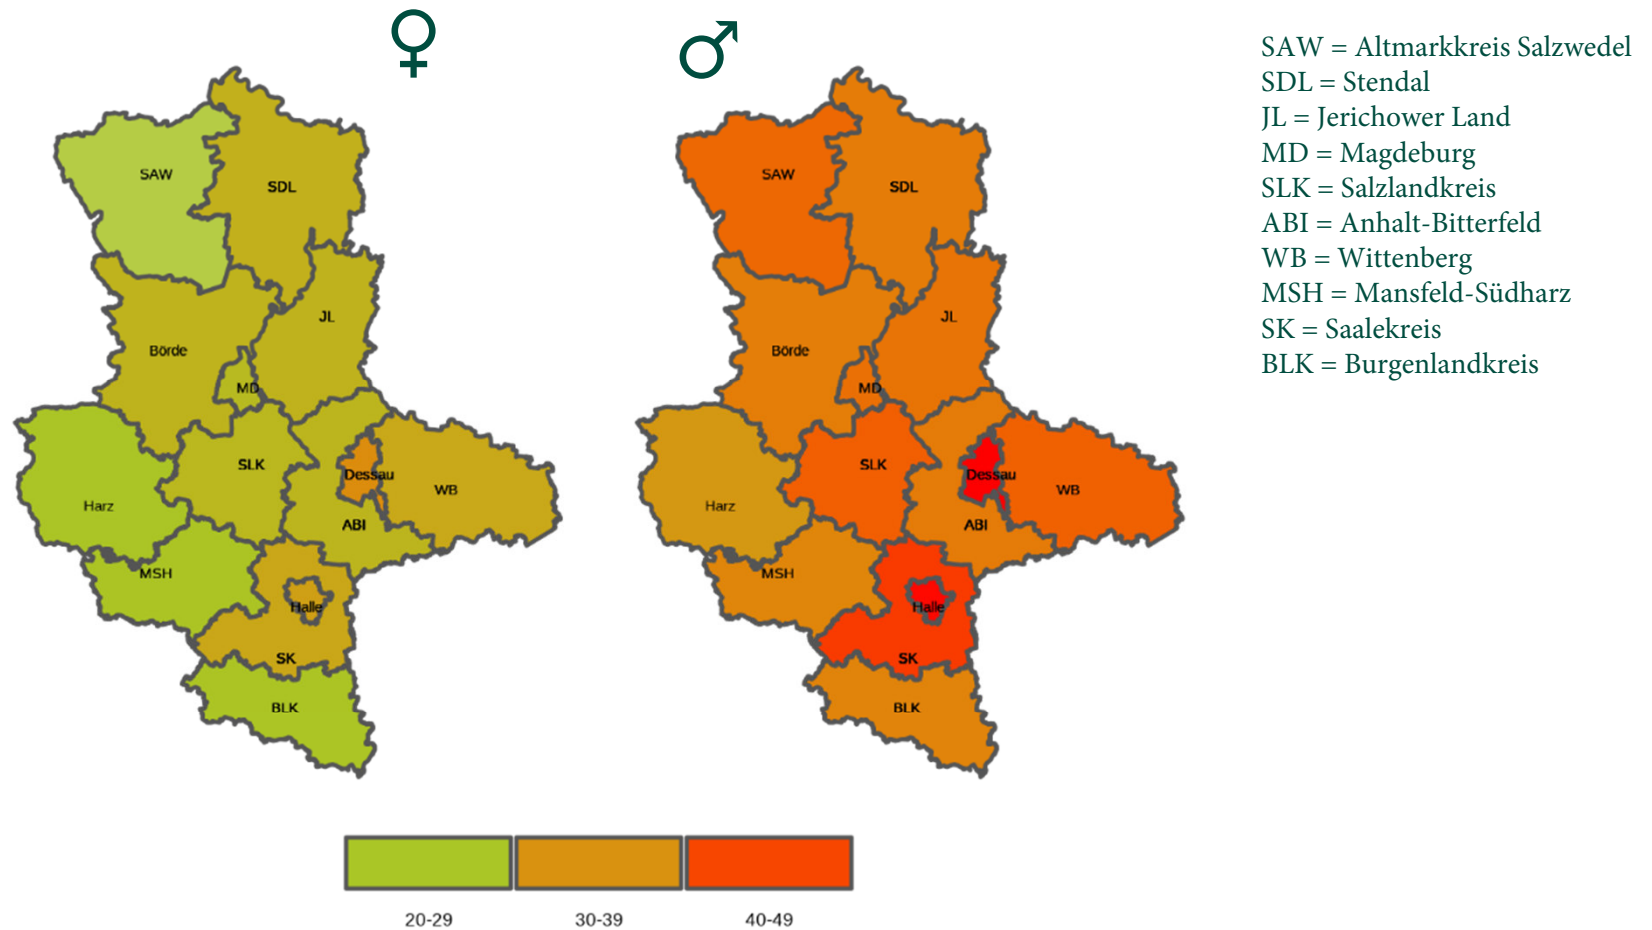 ♀
♂
SAW = Altmarkkreis Salzwedel
SDL = Stendal
JL = Jerichower Land
MD = Magdeburg
SLK = Salzlandkreis
ABI = Anhalt-Bitterfeld
WB = Wittenberg
MSH = Mansfeld-Südharz
SK = Saalekreis
BLK = Burgenlandkreis
SAW
SDL
JL
Börde
MD
SLK
Dessau
WB
Harz
ABI
MSH
Halle
SK
BLK
SAW
SDL
JL
Börde
MD
SLK
Dessau
WB
Harz
ABI
MSH
Halle
SK
BLK
20-29
30-39
40-49